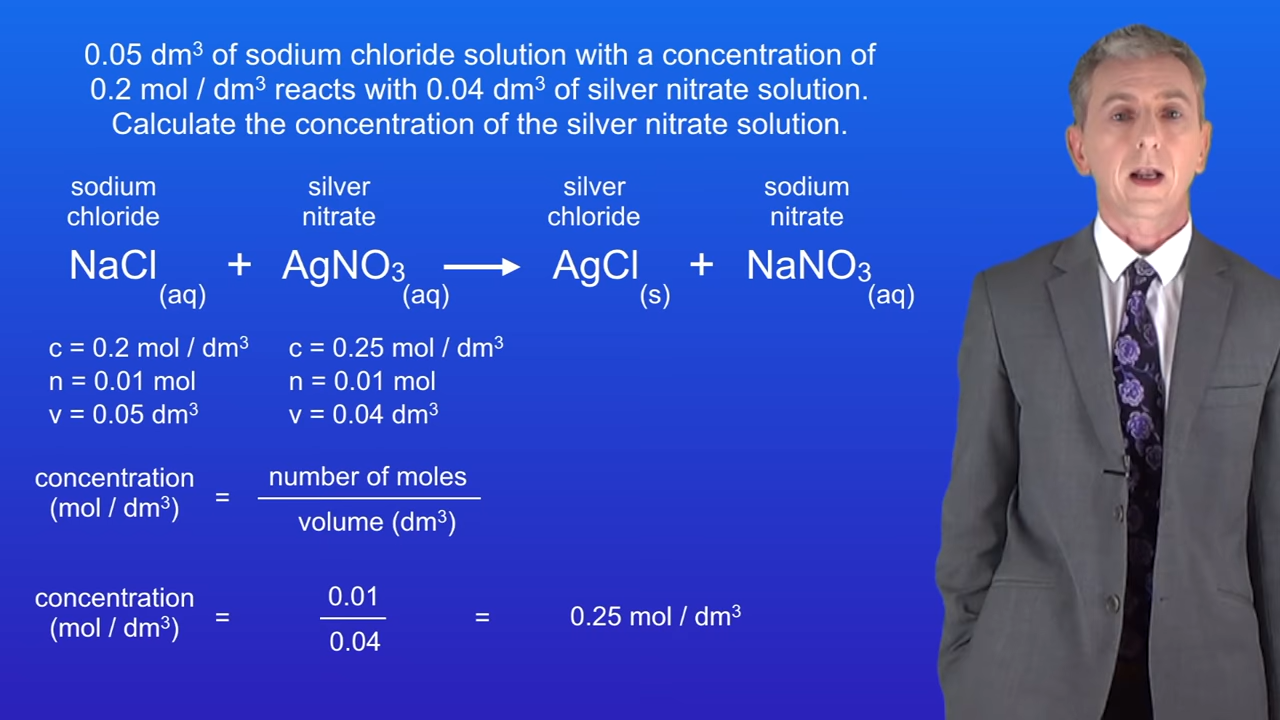 0.05 dm³ of sodium chloride solution with a concentration of
0.2 mol / dm³ reacts with 0.04 dm³ of silver nitrate solution.
Calculate the concentration of the silver nitrate solution.
sodium chloride
silver nitrate
silver chloride
sodium nitrate
NaCl(aq) + AgNO₃(aq) ⟶ AgCl(s) + NaNO₃(aq)
c = 0.2 mol / dm³
n = 0.01 mol
v = 0.05 dm³
c = 0.25 mol / dm³
n = 0.01 mol
v = 0.04 dm³
concentration
(mol / dm³)
=
number of moles
volume (dm³)
concentration
(mol / dm³)
=
0.01
0.04
=
0.25 mol / dm³